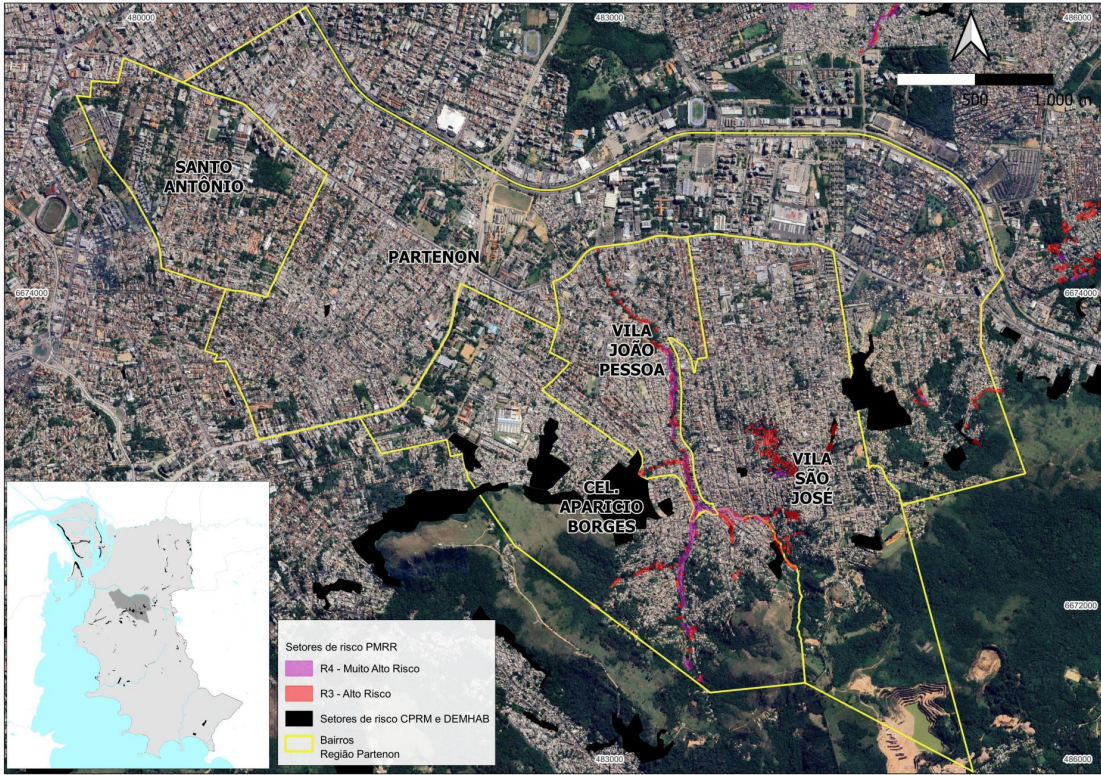 480000
483000
486000
0
500
1.000 m
SANTO
ANTÔNIO
PARTENON
6674000
6674000
VILA
JOÃO
PESSOA
VILA
SÃO
JOSÉ
CEL.
APARICIO
BORGES
6672000
Setores de risco PMRR
R4 - Muito Alto Risco
R3 - Alto Risco
Setores de risco CPRM e DEMHAB
Bairros
Região Partenon
483000
486000